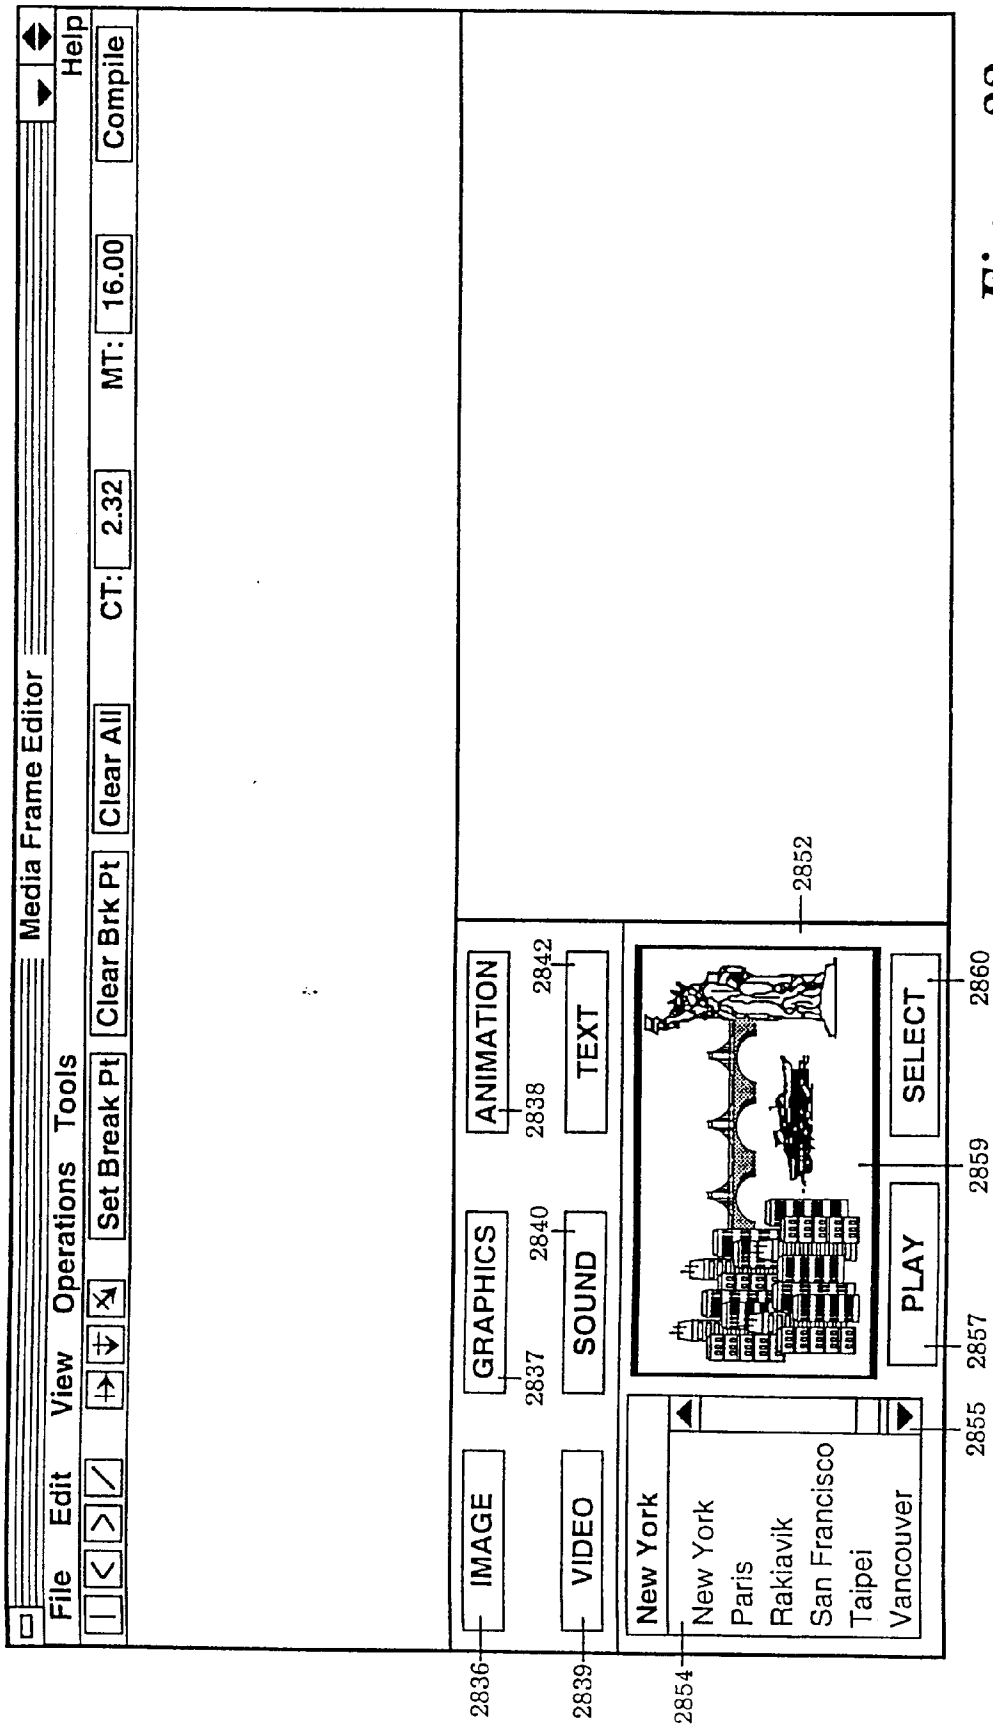 Media Frame Editor
File Edit View Operations Tools Help
| < > / Set Break Pt Clear Brk Pt Clear All CT: 2.32 MT: 16.00 Compile
2836 IMAGE GRAPHICS 2837 ANIMATION 2838
2839 VIDEO SOUND 2840 TEXT 2842
2854 New York
New York
Paris
Rakiavik
San Francisco
Taipei
Vancouver
2852
PLAY SELECT
2855 2857 2859 2860